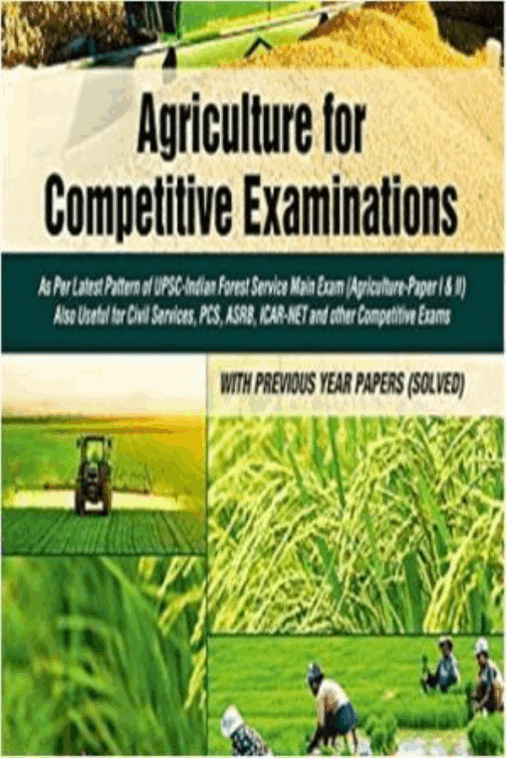 Agriculture for
Competitive Examinations
As Per Latest Pattern of UPSC-Indian Forest Service Main Exam (Agriculture-Paper I & II)
Also Useful for Civil Services, PCS, ASRB, ICAR-NET and other Competitive Exams
WITH PREVIOUS YEAR PAPERS (SOLVED)